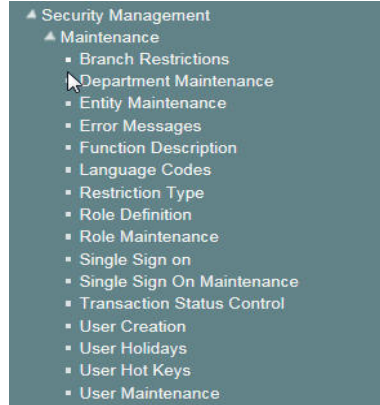 Security Management
Maintenance
Branch Restrictions
Department Maintenance
Entity Maintenance
Error Messages
Function Description
Language Codes
Restriction Type
Role Definition
Role Maintenance
Single Sign on
Single Sign On Maintenance
Transaction Status Control
User Creation
User Holidays
User Hot Keys
User Maintenance